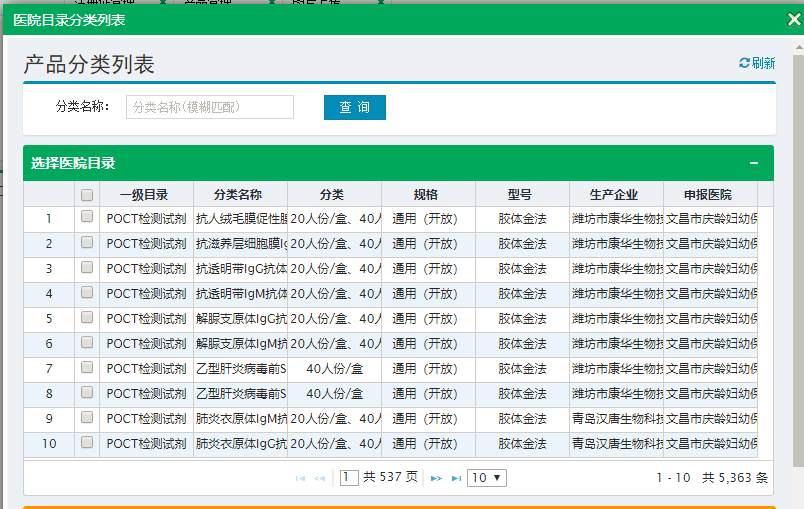 医院目录分类列表
产品分类列表
刷新
分类名称： 分类名称(模糊匹配) 查 询
选择医院目录
一级目录 分类名称 分类 规格 型号 生产企业 申报医院
1 POCT检测试剂 抗人绒毛膜促性腺 20人份/盒、40人 通用（开放） 胶体金法 潍坊市康华生物技 文昌市庆龄妇幼保
2 POCT检测试剂 抗滋养层细胞膜Ig 20人份/盒、40人 通用（开放） 胶体金法 潍坊市康华生物技 文昌市庆龄妇幼保
3 POCT检测试剂 抗透明带IgG抗体 20人份/盒、40人 通用（开放） 胶体金法 潍坊市康华生物技 文昌市庆龄妇幼保
4 POCT检测试剂 抗透明带IgM抗体 20人份/盒、40人 通用（开放） 胶体金法 潍坊市康华生物技 文昌市庆龄妇幼保
5 POCT检测试剂 解脲支原体IgG抗 20人份/盒、40人 通用（开放） 胶体金法 潍坊市康华生物技 文昌市庆龄妇幼保
6 POCT检测试剂 解脲支原体IgM抗 20人份/盒、40人 通用（开放） 胶体金法 潍坊市康华生物技 文昌市庆龄妇幼保
7 POCT检测试剂 乙型肝炎病毒前S 40人份/盒 通用（开放） 胶体金法 潍坊市康华生物技 文昌市庆龄妇幼保
8 POCT检测试剂 乙型肝炎病毒前S 40人份/盒 通用（开放） 胶体金法 潍坊市康华生物技 文昌市庆龄妇幼保
9 POCT检测试剂 肺炎衣原体IgM抗 20人份/盒、40人 通用（开放） 胶体金法 青岛汉唐生物科技 文昌市庆龄妇幼保
10 POCT检测试剂 肺炎衣原体IgG抗 20人份/盒、40人 通用（开放） 胶体金法 青岛汉唐生物科技 文昌市庆龄妇幼保
1 共 537 页 10 1 - 10 共 5,363 条